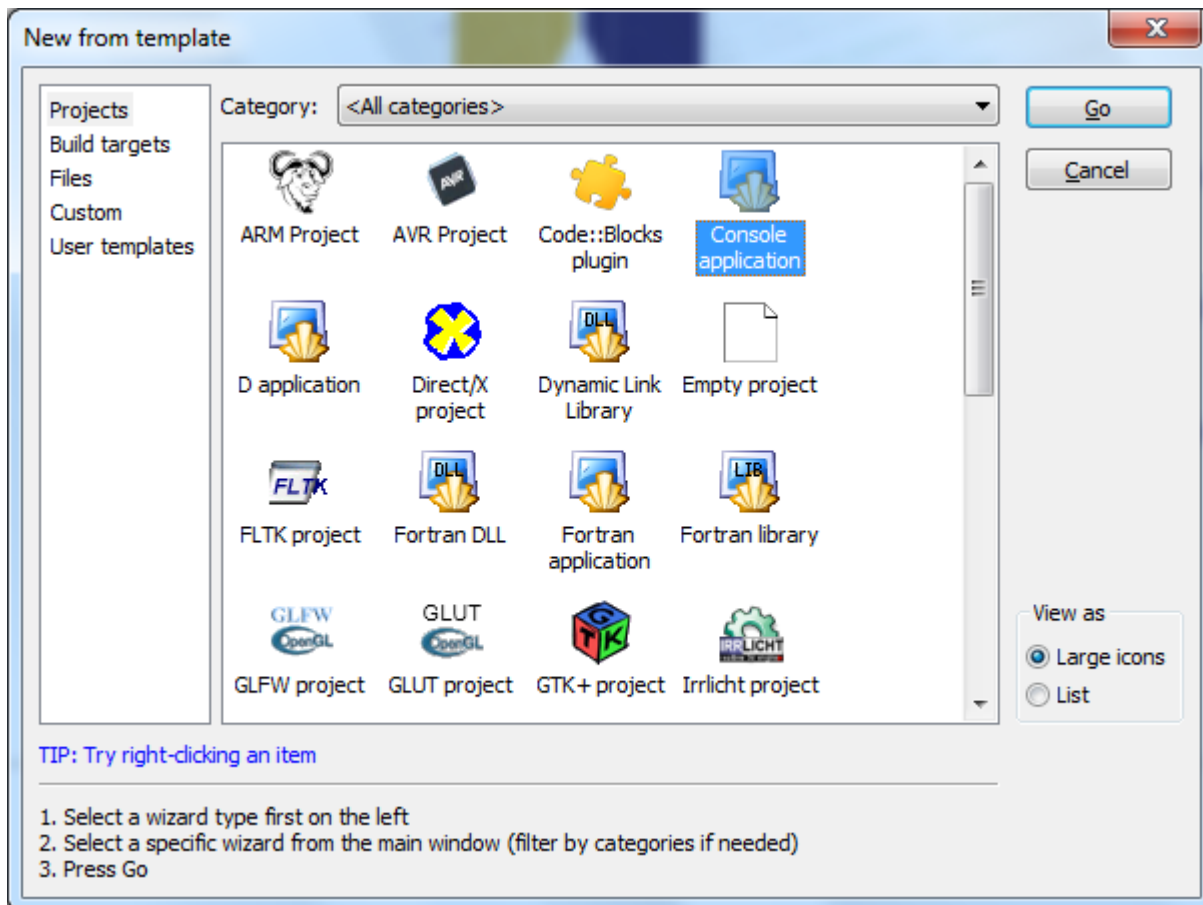 New from template
Projects
Build targets
Files
Custom
User templates
Category:
<All categories>
Go
Cancel
AVR
ARM Project
AVR Project
Code::Blocks
plugin
Console
application
DLL
D application
Direct/X
project
Dynamic Link
Library
Empty project
FLTK
DLL
LIB
FLTK project
Fortran DLL
Fortran
application
Fortran library
GLFW
OpenGL
GLUT
OpenGL
GTK
IRRLICHT
GLFW project
GLUT project
GTK+ project
Irrlicht project
View as
Large icons
List
TIP: Try right-clicking an item
1. Select a wizard type first on the left
2. Select a specific wizard from the main window (filter by categories if needed)
3. Press Go